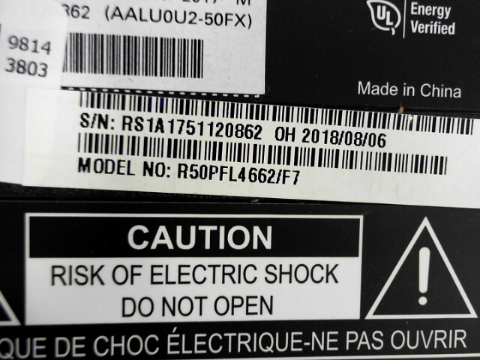 862 (AALU0U2-50FX)
9814
3803
UL
Energy
Verified
Made in China
S/N: RS1A1751120862 OH 2018/08/06
MODEL NO: R50PFL4662/F7
CAUTION
RISK OF ELECTRIC SHOCK
DO NOT OPEN
QUE DE CHOC ÉLECTRIQUE-NE PAS OUVRIR